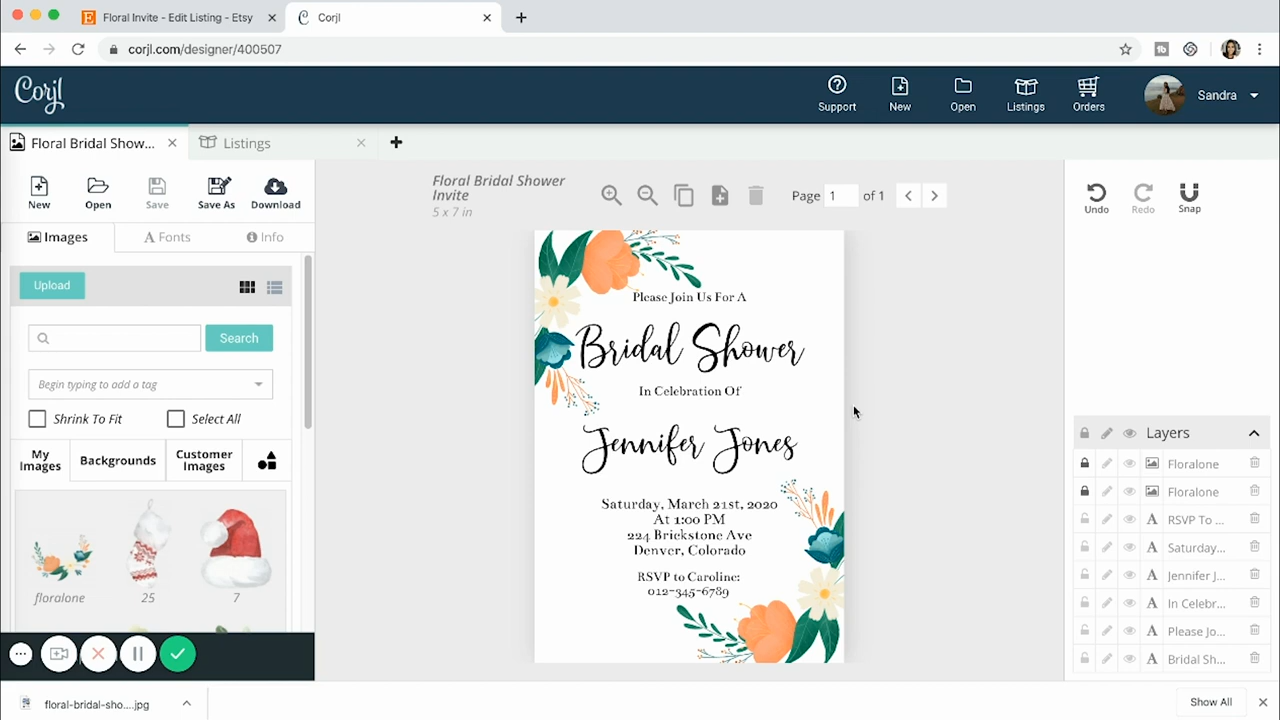 Floral Invite - Edit Listing - Etsy
Corjl
corjl.com/designer/400507
Corjl
Support
New
Open
Listings
Orders
Sandra
Floral Bridal Show...
Listings
New
Open
Save
Save As
Download
Images
Fonts
Info
Upload
Search
Begin typing to add a tag
Shrink To Fit
Select All
My Images
Backgrounds
Customer Images
floralone
25
7
Floral Bridal Shower
Invite
5 x 7 in
Page 1 of 1
Undo
Redo
Snap
Please Join Us For A
Bridal Shower
In Celebration Of
Jennifer Jones
Saturday, March 21st, 2020
At 1:00 PM
224 Brickstone Ave
Denver, Colorado
RSVP to Caroline:
012-345-6789
Layers
Floralone
Floralone
RSVP To ...
Saturday...
Jennifer J...
In Celebr...
Please Jo...
Bridal Sh...
floral-bridal-sho....jpg
Show All